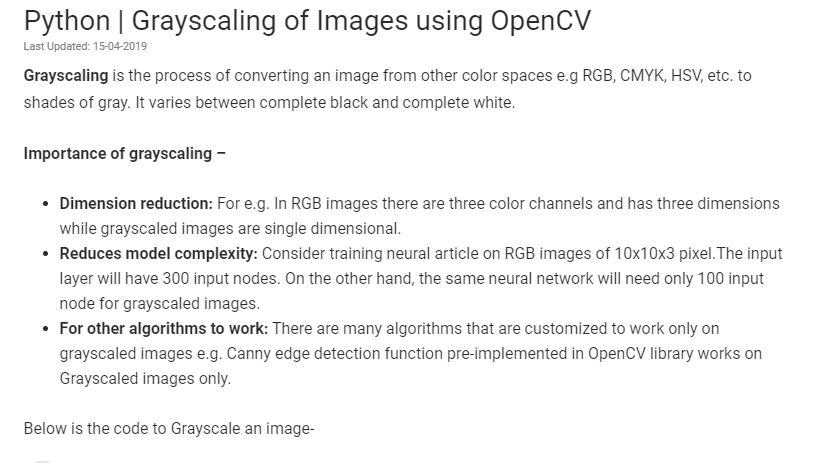 Python | Grayscaling of Images using OpenCV
Last Updated: 15-04-2019
Grayscaling is the process of converting an image from other color spaces e.g RGB, CMYK, HSV, etc. to
shades of gray. It varies between complete black and complete white.
Importance of grayscaling –
• Dimension reduction: For e.g. In RGB images there are three color channels and has three dimensions
while grayscaled images are single dimensional.
• Reduces model complexity: Consider training neural article on RGB images of 10x10x3 pixel.The input
layer will have 300 input nodes. On the other hand, the same neural network will need only 100 input
node for grayscaled images.
• For other algorithms to work: There are many algorithms that are customized to work only on
grayscaled images e.g. Canny edge detection function pre-implemented in OpenCV library works on
Grayscaled images only.
Below is the code to Grayscale an image-